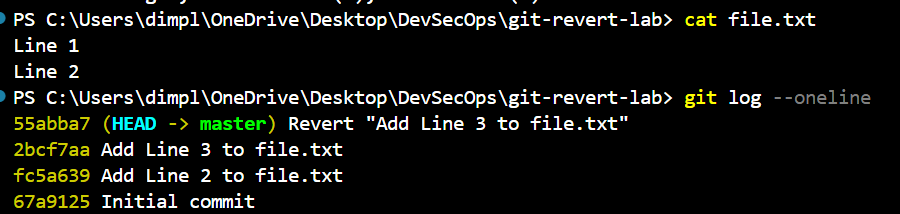 PS C:\Users\dimpl\OneDrive\Desktop\DevSecOps\git-revert-lab> cat file.txt
Line 1
Line 2
PS C:\Users\dimpl\OneDrive\Desktop\DevSecOps\git-revert-lab> git log --oneline
55abba7 (HEAD -> master) Revert "Add Line 3 to file.txt"
2bcf7aa Add Line 3 to file.txt
fc5a639 Add Line 2 to file.txt
67a9125 Initial commit